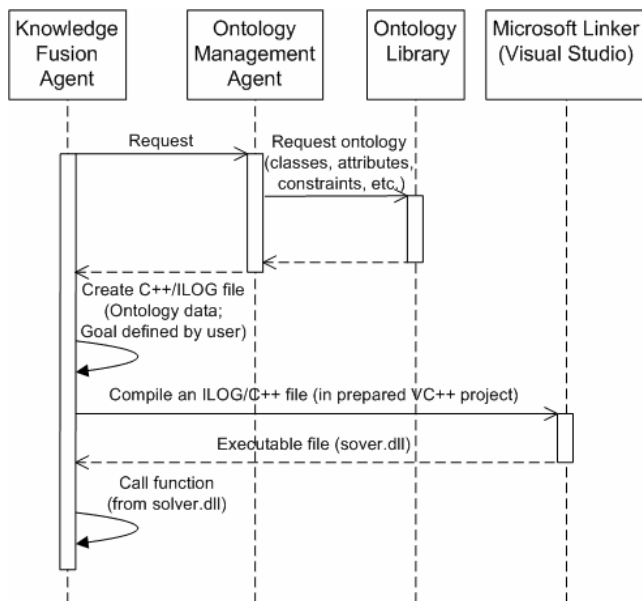 Knowledge
Fusion
Agent
Ontology
Management
Agent
Ontology
Library
Microsoft Linker
(Visual Studio)
Request
Request ontology
(classes, attributes,
constraints, etc.)
Create C++/ILOG file
(Ontology data;
Goal defined by user)
Compile an ILOG/C++ file (in prepared VC++ project)
Executable file (sover.dll)
Call function
(from solver.dll)